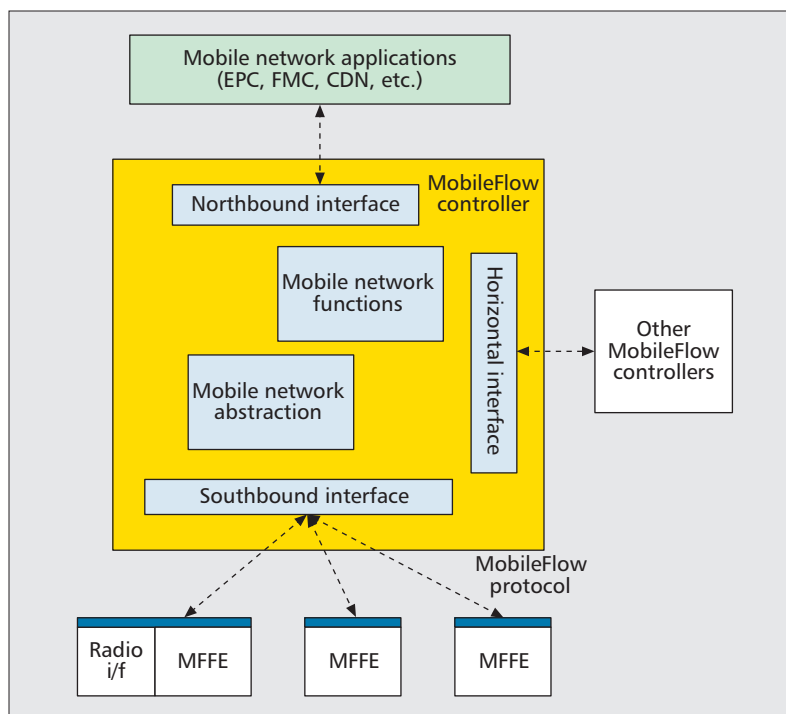 Mobile network applications
(EPC, FMC, CDN, etc.)
MobileFlow
controller
Northbound interface
Mobile network
functions
Horizontal interface
Other
MobileFlow
controllers
Mobile network
abstraction
Southbound interface
MobileFlow
protocol
Radio
i/f
MFFE
MFFE
MFFE